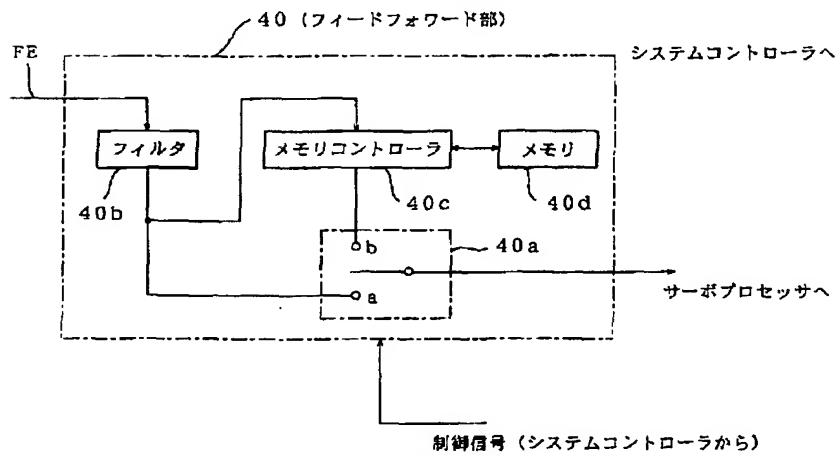 40 (フィードフォワード部)
システムコントローラへ
FE
フィルタ
メモリコントローラ
メモリ
40b
40c
40d
b
40a
a
サーボプロセッサへ
制御信号 (システムコントローラから)